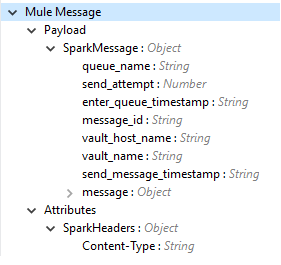 Mule Message
Payload
SparkMessage : Object
queue_name : String
send_attempt : Number
enter_queue_timestamp : String
message_id : String
vault_host_name : String
vault_name : String
send_message_timestamp : String
message : Object
Attributes
SparkHeaders : Object
Content-Type : String